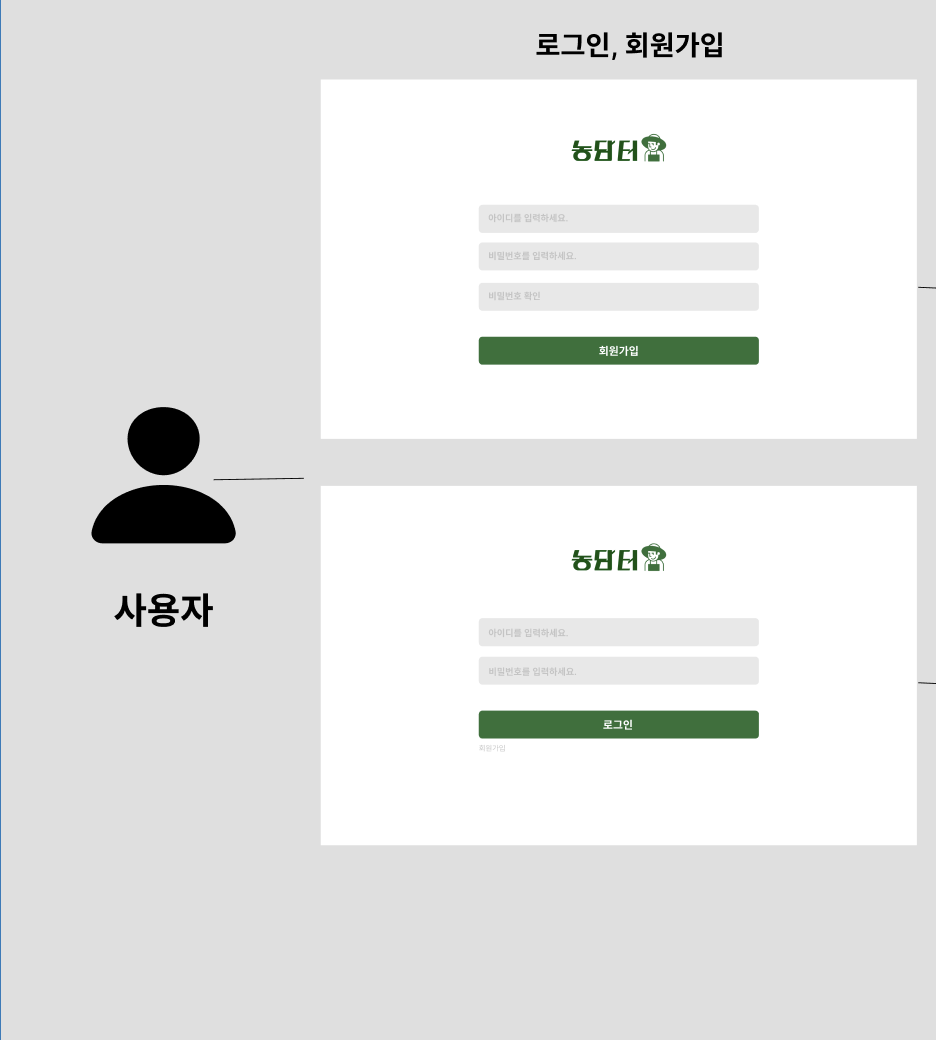 로그인, 회원가입
농담터
아이디를 입력하세요.
비밀번호를 입력하세요.
비밀번호 확인
회원가입
사용자
농담터
아이디를 입력하세요.
비밀번호를 입력하세요.
로그인
회원가입